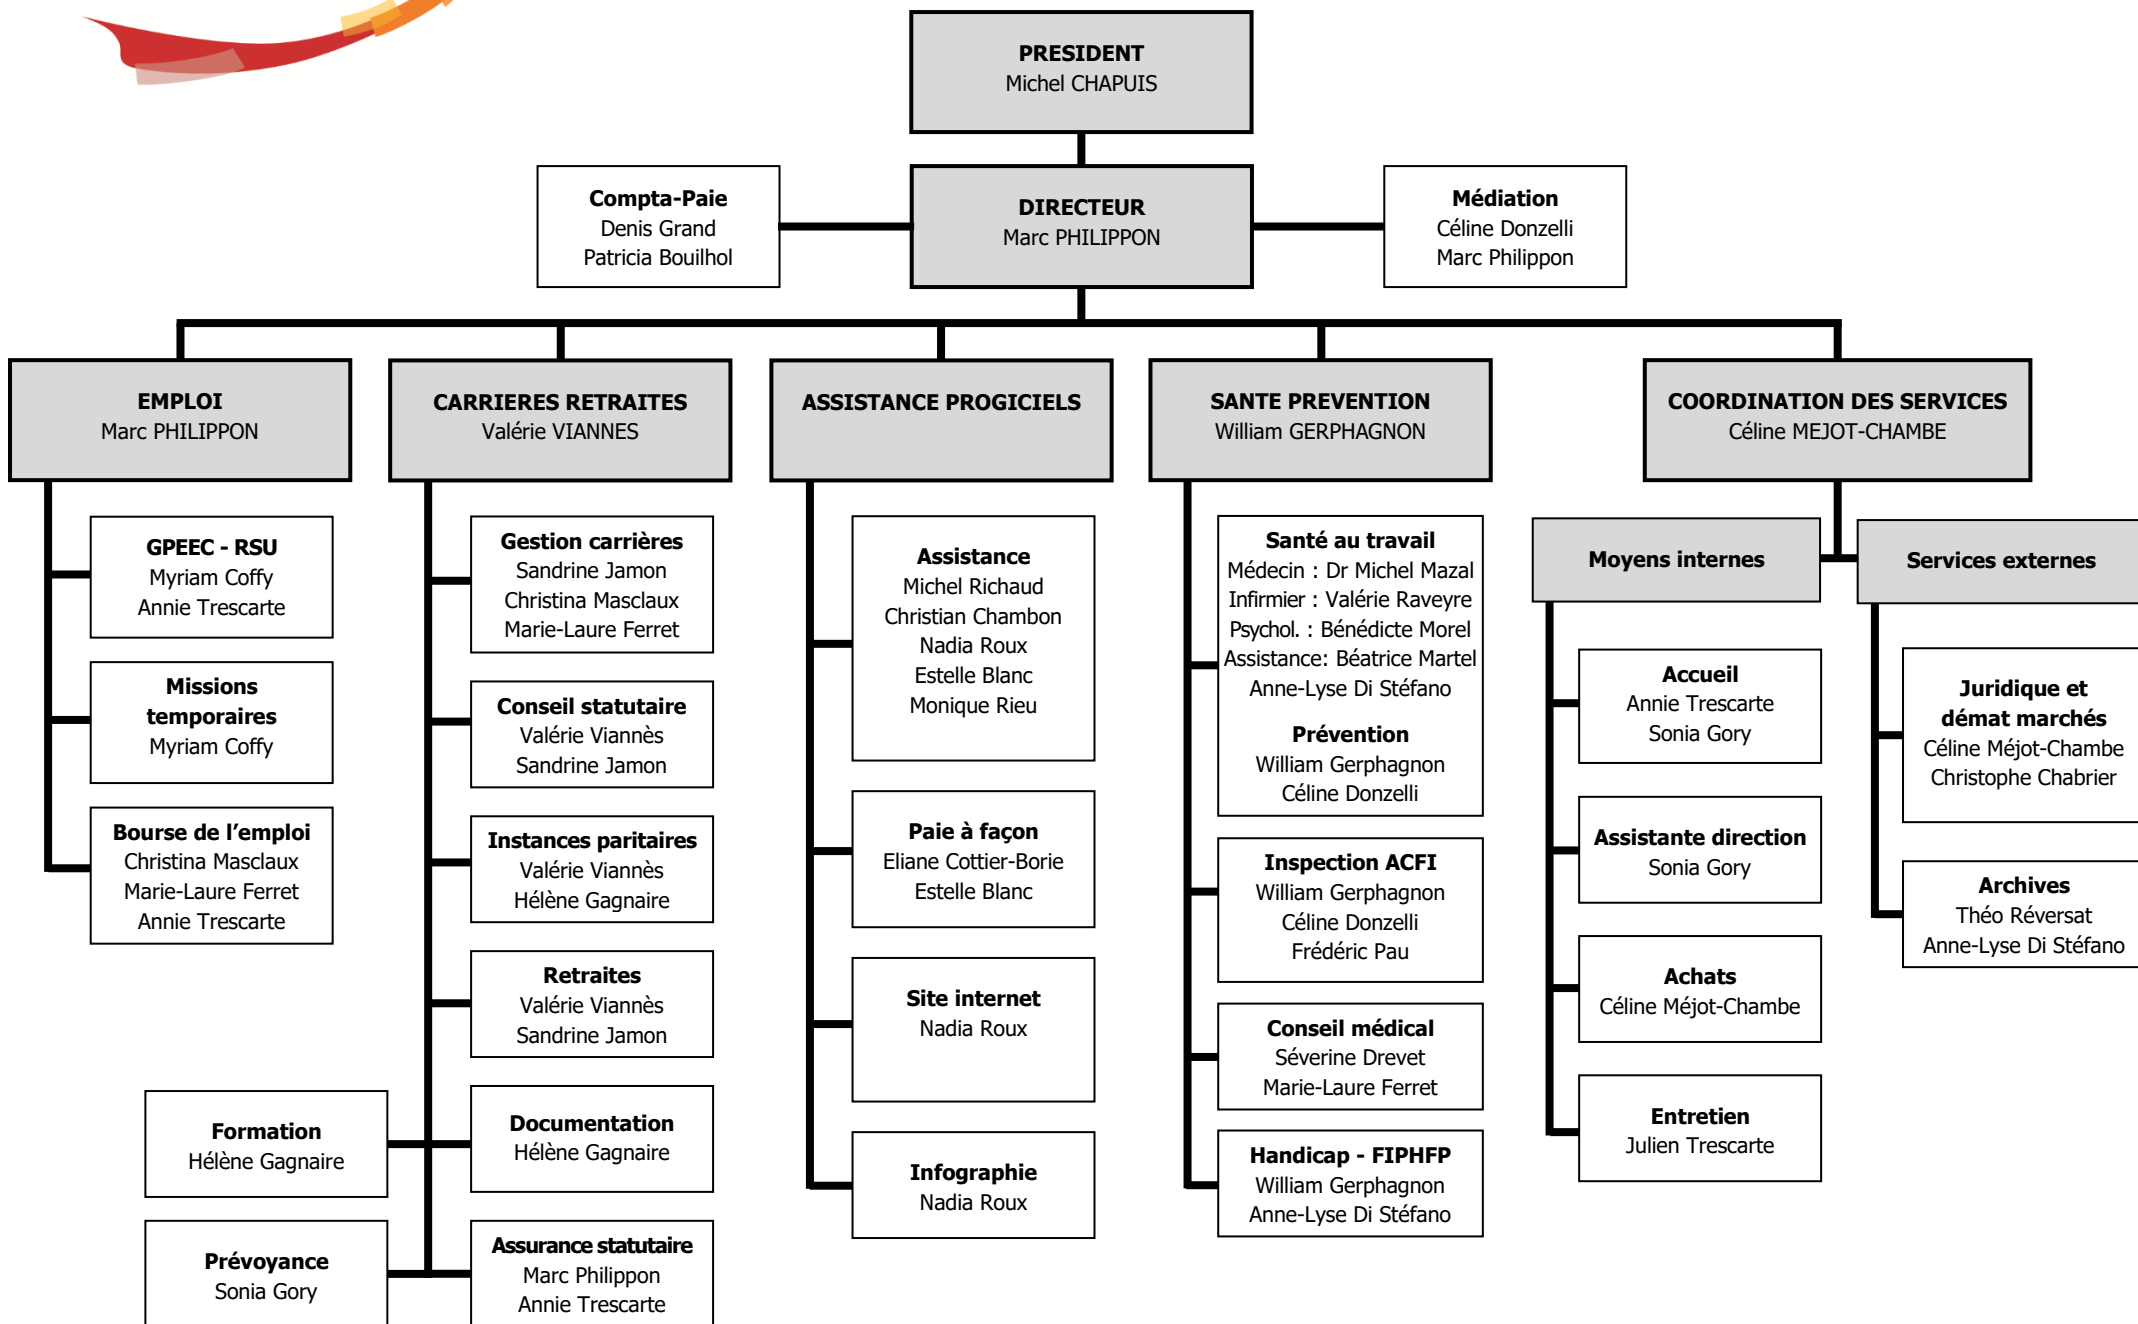 PRESIDENT
Michel CHAPUIS
Compta-Paie
Denis Grand
Patricia Bouilhol
DIRECTEUR
Marc PHILIPPON
Médiation
Céline Donzelli
Marc Philippon
EMPLOI
Marc PHILIPPON
CARRIERES RETRAITES
Valérie VIANNES
ASSISTANCE PROGICIELS
SANTE PREVENTION
William GERPHAGNON
COORDINATION DES SERVICES
Céline MEJOT-CHAMBE
GPEEC - RSU
Myriam Coffy
Annie Trescarte
Missions
temporaires
Myriam Coffy
Bourse de l’emploi
Christina Masclaux
Marie-Laure Ferret
Annie Trescarte
Gestion carrières
Sandrine Jamon
Christina Masclaux
Marie-Laure Ferret
Conseil statutaire
Valérie Viannès
Sandrine Jamon
Instances paritaires
Valérie Viannès
Hélène Gagnaire
Retraites
Valérie Viannès
Sandrine Jamon
Formation
Hélène Gagnaire
Documentation
Hélène Gagnaire
Prévoyance
Sonia Gory
Assurance statutaire
Marc Philippon
Annie Trescarte
Assistance
Michel Richaud
Christian Chambon
Nadia Roux
Estelle Blanc
Monique Rieu
Paie à façon
Eliane Cottier-Borie
Estelle Blanc
Site internet
Nadia Roux
Infographie
Nadia Roux
Santé au travail
Médecin : Dr Michel Mazal
Infirmier : Valérie Raveyre
Psychol. : Bénédicte Morel
Assistance: Béatrice Martel
Anne-Lyse Di Stéfano
Prévention
William Gerphagnon
Céline Donzelli
Inspection ACFI
William Gerphagnon
Céline Donzelli
Frédéric Pau
Conseil médical
Séverine Drevet
Marie-Laure Ferret
Handicap - FIPHFP
William Gerphagnon
Anne-Lyse Di Stéfano
Moyens internes
Accueil
Annie Trescarte
Sonia Gory
Assistante direction
Sonia Gory
Achats
Céline Méjot-Chambe
Entretien
Julien Trescarte
Services externes
Juridique et
démat marchés
Céline Méjot-Chambe
Christophe Chabrier
Archives
Théo Réversat
Anne-Lyse Di Stéfano